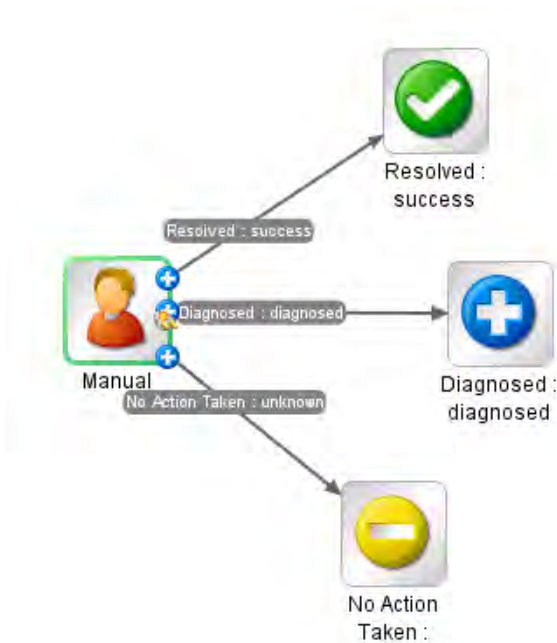 Resolved :
success
Resolved : success
Diagnosed : diagnosed
Manual
Diagnosed :
diagnosed
No Action Taken : unknown
No Action
Taken :